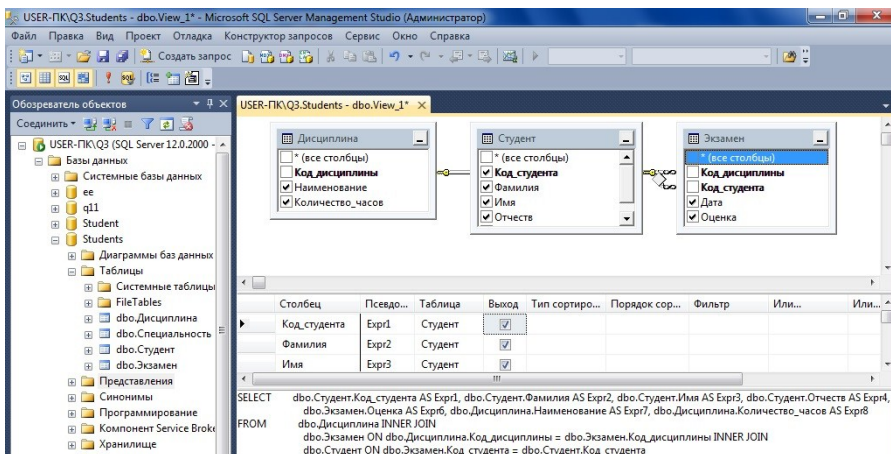 USER-ПК\Q3.Students - dbo.View_1* - Microsoft SQL Server Management Studio (Администратор)
Файл Правка Вид Проект Отладка Конструктор запросов Сервис Окно Справка
Создать запрос
Обозреватель объектов
USER-ПК\Q3.Students - dbo.View_1*
Соединить
USER-ПК\Q3 (SQL Server 12.0.2000 -
Базы данных
Системные базы данных
ee
q11
Student
Students
Диаграммы баз данных
Таблицы
Системные таблицы
FileTables
dbo.Дисциплина
dbo.Специальность
dbo.Студент
dbo.Экзамен
Представления
Синонимы
Программирование
Компонент Service Broke
Хранилище
Дисциплина
* (все столбцы)
Код_дисциплины
Наименование
Количество_часов
Студент
* (все столбцы)
Код_студента
Фамилия
Имя
Отчеств
Экзамен
* (все столбцы)
Код_дисциплины
Код_студента
Дата
Оценка
Столбец Псевдо... Таблица Выход Тип сортиро... Порядок сор... Фильтр Или... Или...
Код_студента Expr1 Студент
Фамилия Expr2 Студент
Имя Expr3 Студент
SELECT dbo.Студент.Код_студента AS Expr1, dbo.Студент.Фамилия AS Expr2, dbo.Студент.Имя AS Expr3, dbo.Студент.Отчеств AS Expr4,
dbo.Экзамен.Оценка AS Expr6, dbo.Дисциплина.Наименование AS Expr7, dbo.Дисциплина.Количество_часов AS Expr8
FROM dbo.Дисциплина INNER JOIN
dbo.Экзамен ON dbo.Дисциплина.Код_дисциплины = dbo.Экзамен.Код_дисциплины INNER JOIN
dbo.Студент ON dbo.Экзамен.Код_студента = dbo.Студент.Код_студента